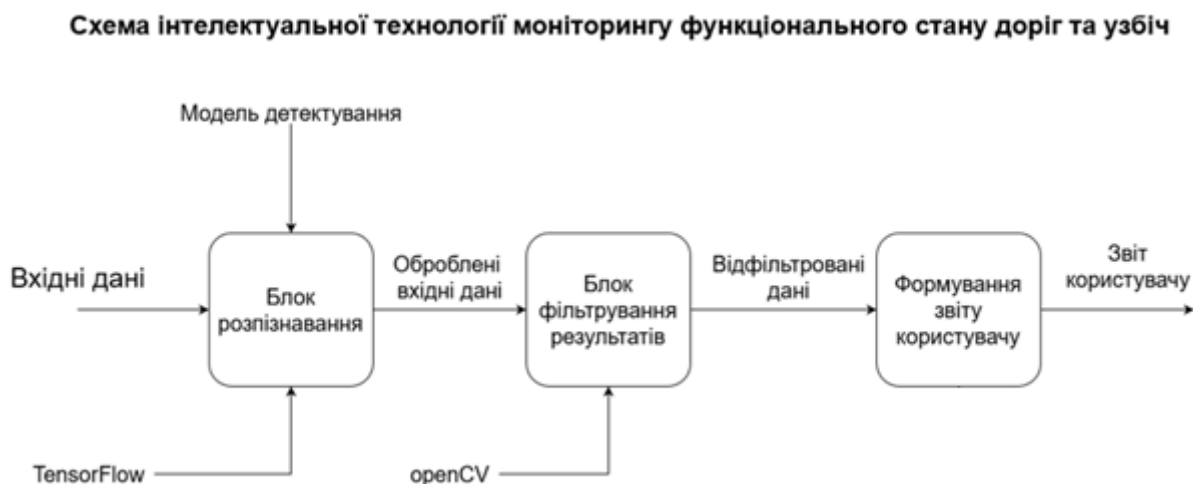 Схема інтелектуальної технології моніторингу функціонального стану доріг та узбіч
Модель детектування
Вхідні дані
Блок
розпізнавання
Оброблені
вхідні дані
Блок
фільтрування
результатів
Відфільтровані
дані
Формування
звіту
користувачу
Звіт
користувачу
TensorFlow
openCV